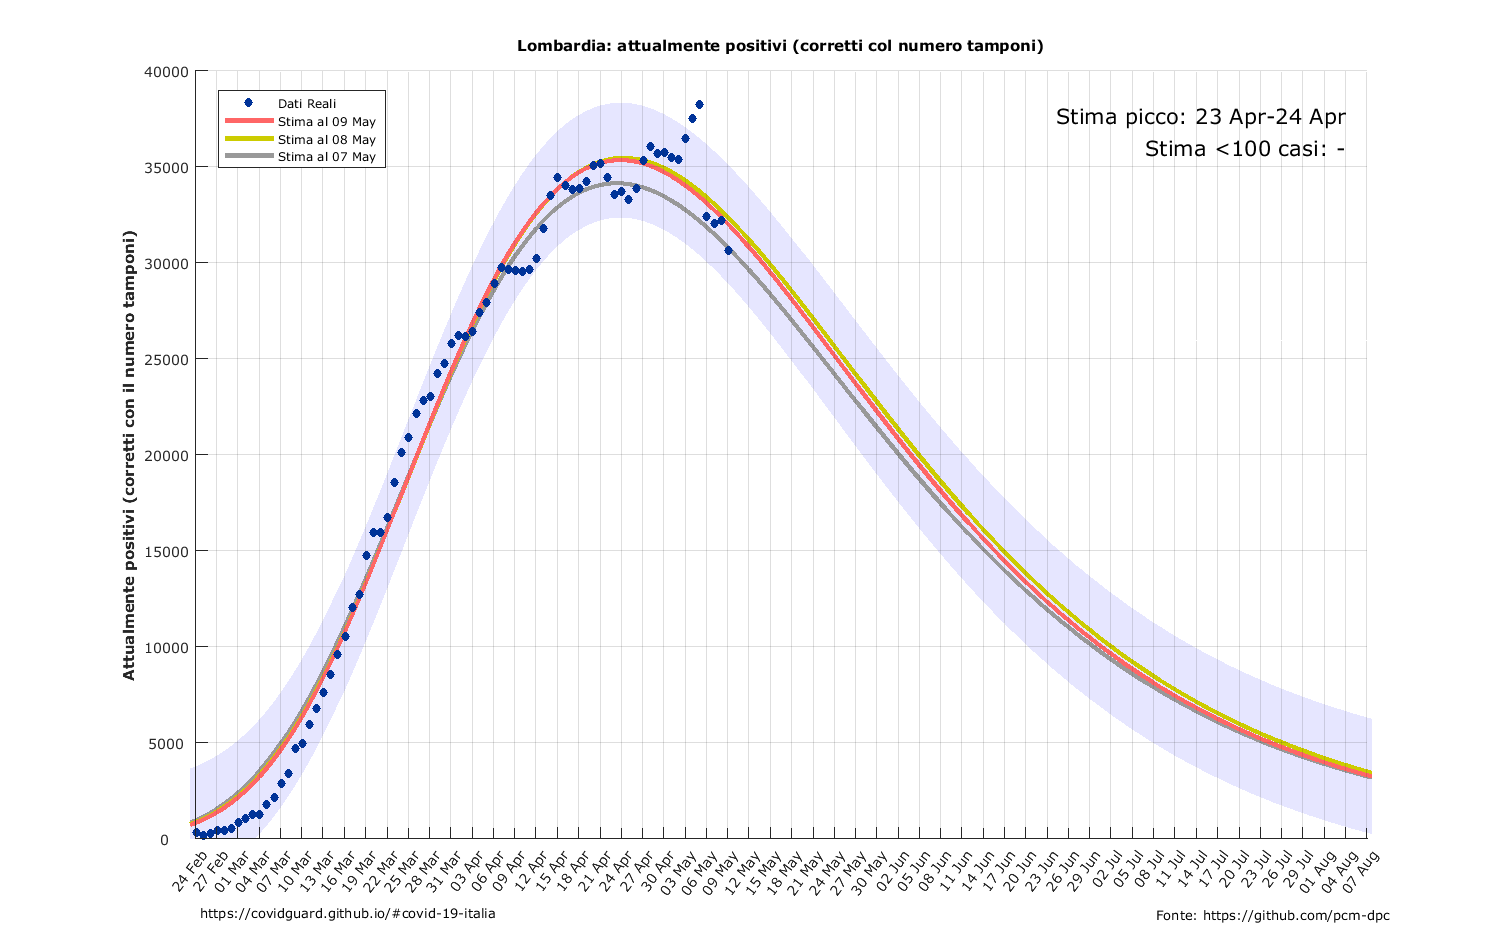 Lombardia: attualmente positivi (corretti col numero tamponi)
Attualmente positivi (corretti con il numero tamponi)
40000
35000
30000
25000
20000
15000
10000
5000
0
Dati Reali
Stima al 09 May
Stima al 08 May
Stima al 07 May
Stima picco: 23 Apr-24 Apr
Stima <100 casi: -
24 Feb
27 Feb
01 Mar
04 Mar
07 Mar
10 Mar
13 Mar
16 Mar
19 Mar
22 Mar
25 Mar
28 Mar
31 Mar
03 Apr
06 Apr
09 Apr
12 Apr
15 Apr
18 Apr
21 Apr
24 Apr
27 Apr
30 Apr
03 May
06 May
09 May
12 May
15 May
18 May
21 May
24 May
27 May
30 May
02 Jun
05 Jun
08 Jun
11 Jun
14 Jun
17 Jun
20 Jun
23 Jun
26 Jun
29 Jun
02 Jul
05 Jul
08 Jul
11 Jul
14 Jul
17 Jul
20 Jul
23 Jul
26 Jul
29 Jul
01 Aug
04 Aug
07 Aug
https://covidguard.github.io/#covid-19-italia
Fonte: https://github.com/pcm-dpc